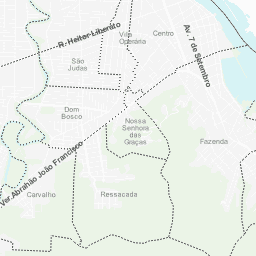 R. Heitor Liberato
Vila
Operária
Centro
Av. 7 de Setembro
São
Judas
Dom
Bosco
Nossa
Senhora
das
Graças
Fazenda
Ver. Abrahão João Francisco
Carvalho
Ressacada